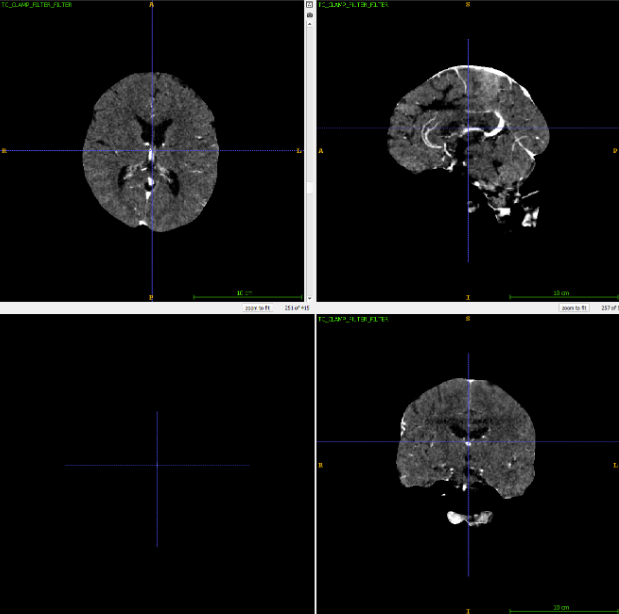 TC_CLAMP_FILTER_FILTER
A
R
L
P
10 cm
zoom to fit
251 of 415
TC_CLAMP_FILTER_FILTER
S
A
P
I
10 cm
zoom to fit
TC_CLAMP_FILTER_FILTER
S
R
L
I
10 cm